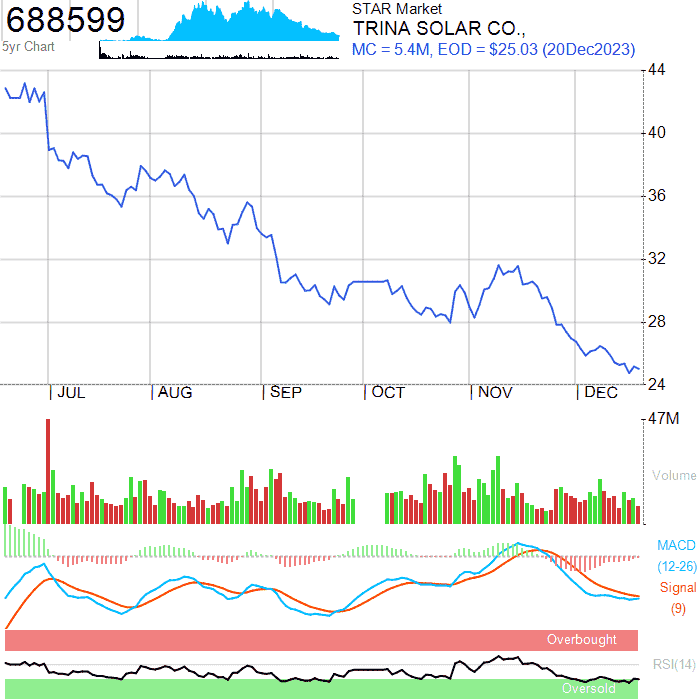 688599
5yr Chart
STAR Market
TRINA SOLAR CO.,
MC = 5.4M, EOD = $25.03 (20Dec2023)
44
40
36
32
28
24
JUL AUG SEP OCT NOV DEC
47M
Volume
MACD
(12-26)
Signal
(9)
Overbought
RSI(14)
Oversold